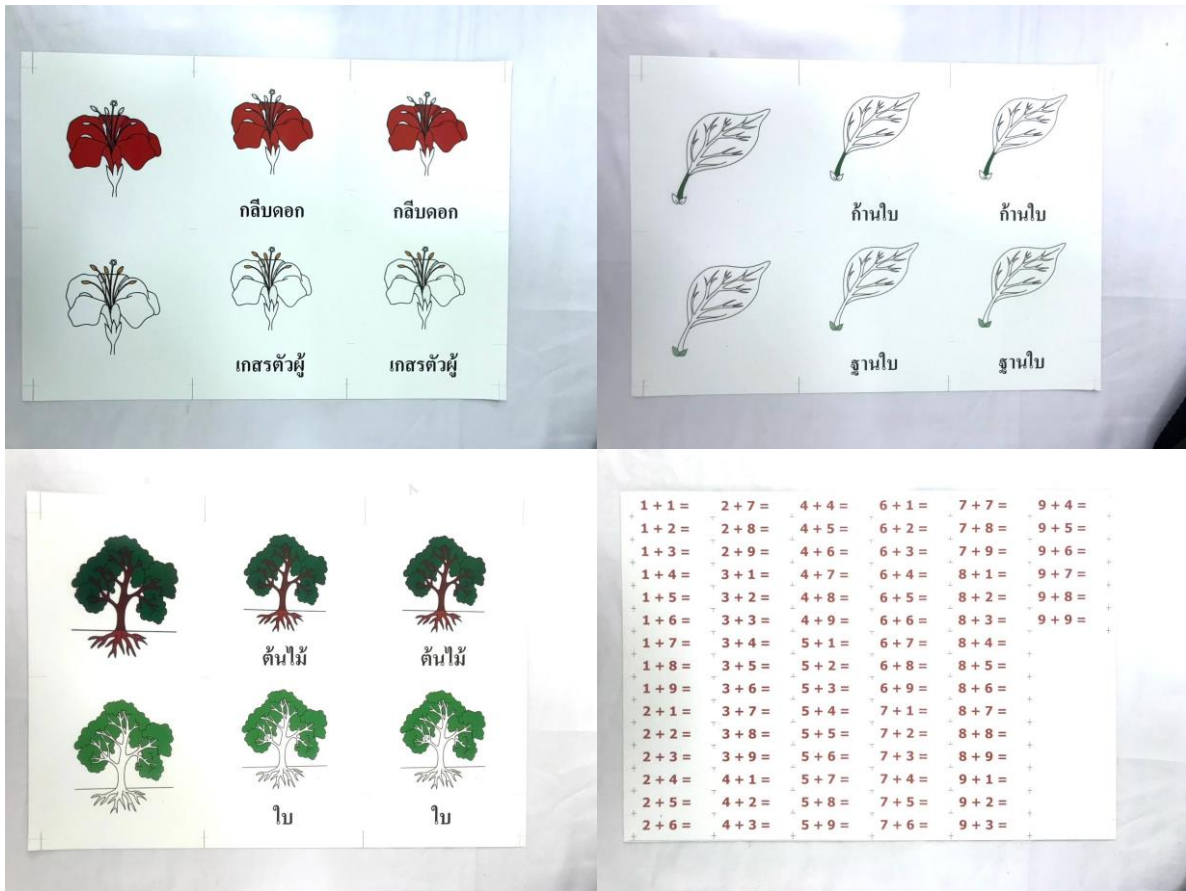 กลีบดอก กลีบดอก
เกสรตัวผู้ เกสรตัวผู้
ก้านใบ ก้านใบ
ฐานใบ ฐานใบ
ต้นไม้ ต้นไม้
ใบ ใบ
1 + 1 = 2 + 7 = 4 + 4 = 6 + 1 = 7 + 7 = 9 + 4 =
1 + 2 = 2 + 8 = 4 + 5 = 6 + 2 = 7 + 8 = 9 + 5 =
1 + 3 = 2 + 9 = 4 + 6 = 6 + 3 = 7 + 9 = 9 + 6 =
1 + 4 = 3 + 1 = 4 + 7 = 6 + 4 = 8 + 1 = 9 + 7 =
1 + 5 = 3 + 2 = 4 + 8 = 6 + 5 = 8 + 2 = 9 + 8 =
1 + 6 = 3 + 3 = 4 + 9 = 6 + 6 = 8 + 3 = 9 + 9 =
1 + 7 = 3 + 4 = 5 + 1 = 6 + 7 = 8 + 4 =
1 + 8 = 3 + 5 = 5 + 2 = 6 + 8 = 8 + 5 =
1 + 9 = 3 + 6 = 5 + 3 = 6 + 9 = 8 + 6 =
2 + 1 = 3 + 7 = 5 + 4 = 7 + 1 = 8 + 7 =
2 + 2 = 3 + 8 = 5 + 5 = 7 + 2 = 8 + 8 =
2 + 3 = 3 + 9 = 5 + 6 = 7 + 3 = 8 + 9 =
2 + 4 = 4 + 1 = 5 + 7 = 7 + 4 = 9 + 1 =
2 + 5 = 4 + 2 = 5 + 8 = 7 + 5 = 9 + 2 =
2 + 6 = 4 + 3 = 5 + 9 = 7 + 6 = 9 + 3 =